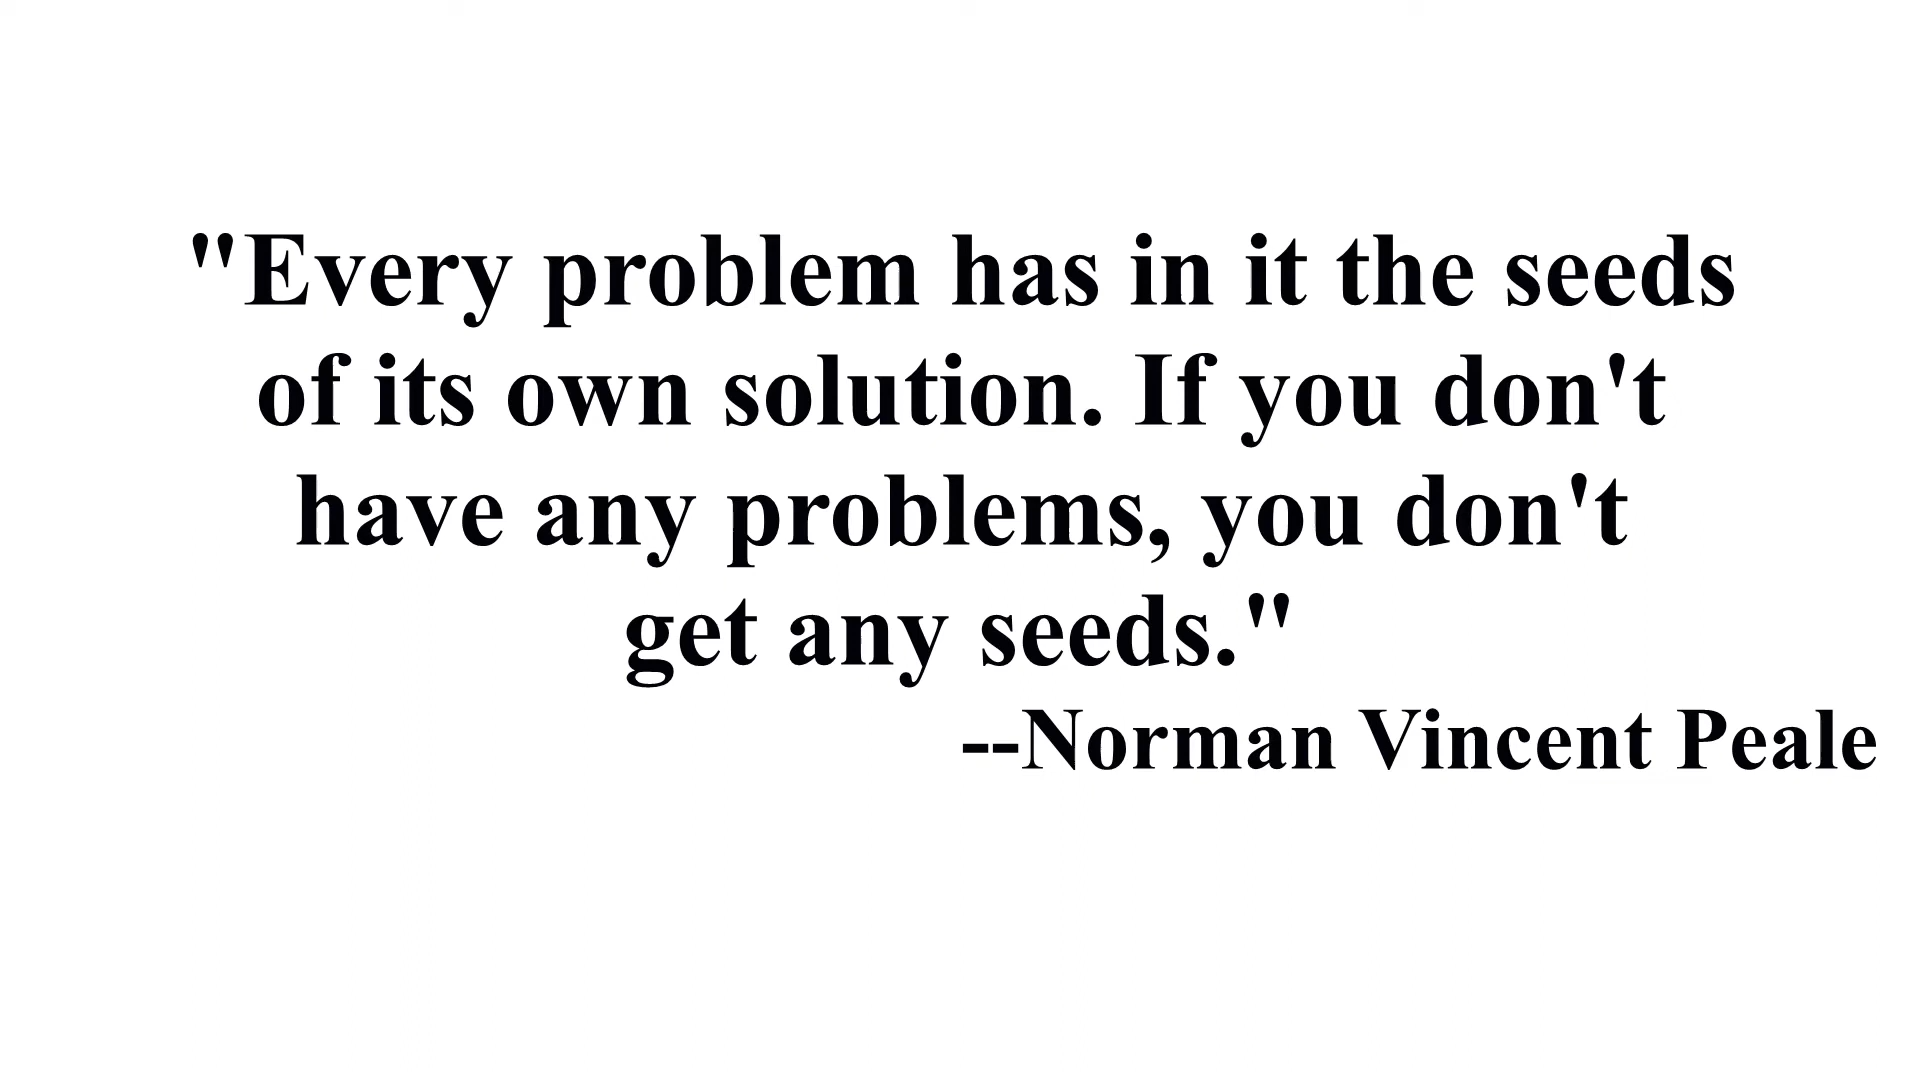 "Every problem has in it the seeds
of its own solution. If you don't
have any problems, you don't
get any seeds."
--Norman Vincent Peale